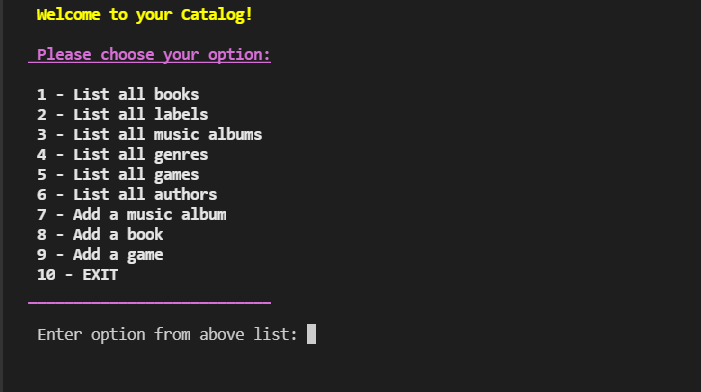 Welcome to your Catalog!
Please choose your option:
1 - List all books
2 - List all labels
3 - List all music albums
4 - List all genres
5 - List all games
6 - List all authors
7 - Add a music album
8 - Add a book
9 - Add a game
10 - EXIT
Enter option from above list: